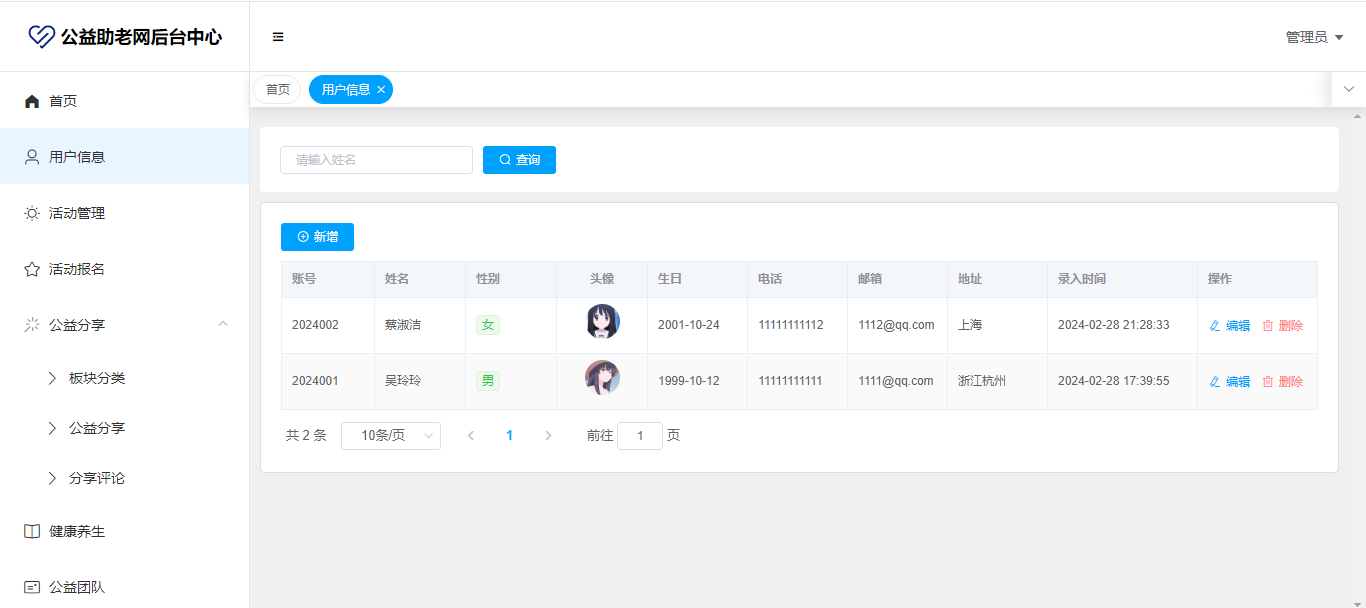 公益助老网后台中心
管理员
首页
用户信息
活动管理
活动报名
公益分享
板块分类
公益分享
分享评论
健康养生
公益团队
首页 用户信息
请输入姓名 查询
新增
账号 姓名 性别 头像 生日 电话 邮箱 地址 录入时间 操作
2024002 蔡淑洁 女 2001-10-24 11111111112 1112@qq.com 上海 2024-02-28 21:28:33 编辑 删除
2024001 吴玲玲 男 1999-10-12 11111111111 1111@qq.com 浙江杭州 2024-02-28 17:39:55 编辑 删除
共 2 条 10条/页 1 前往 1 页